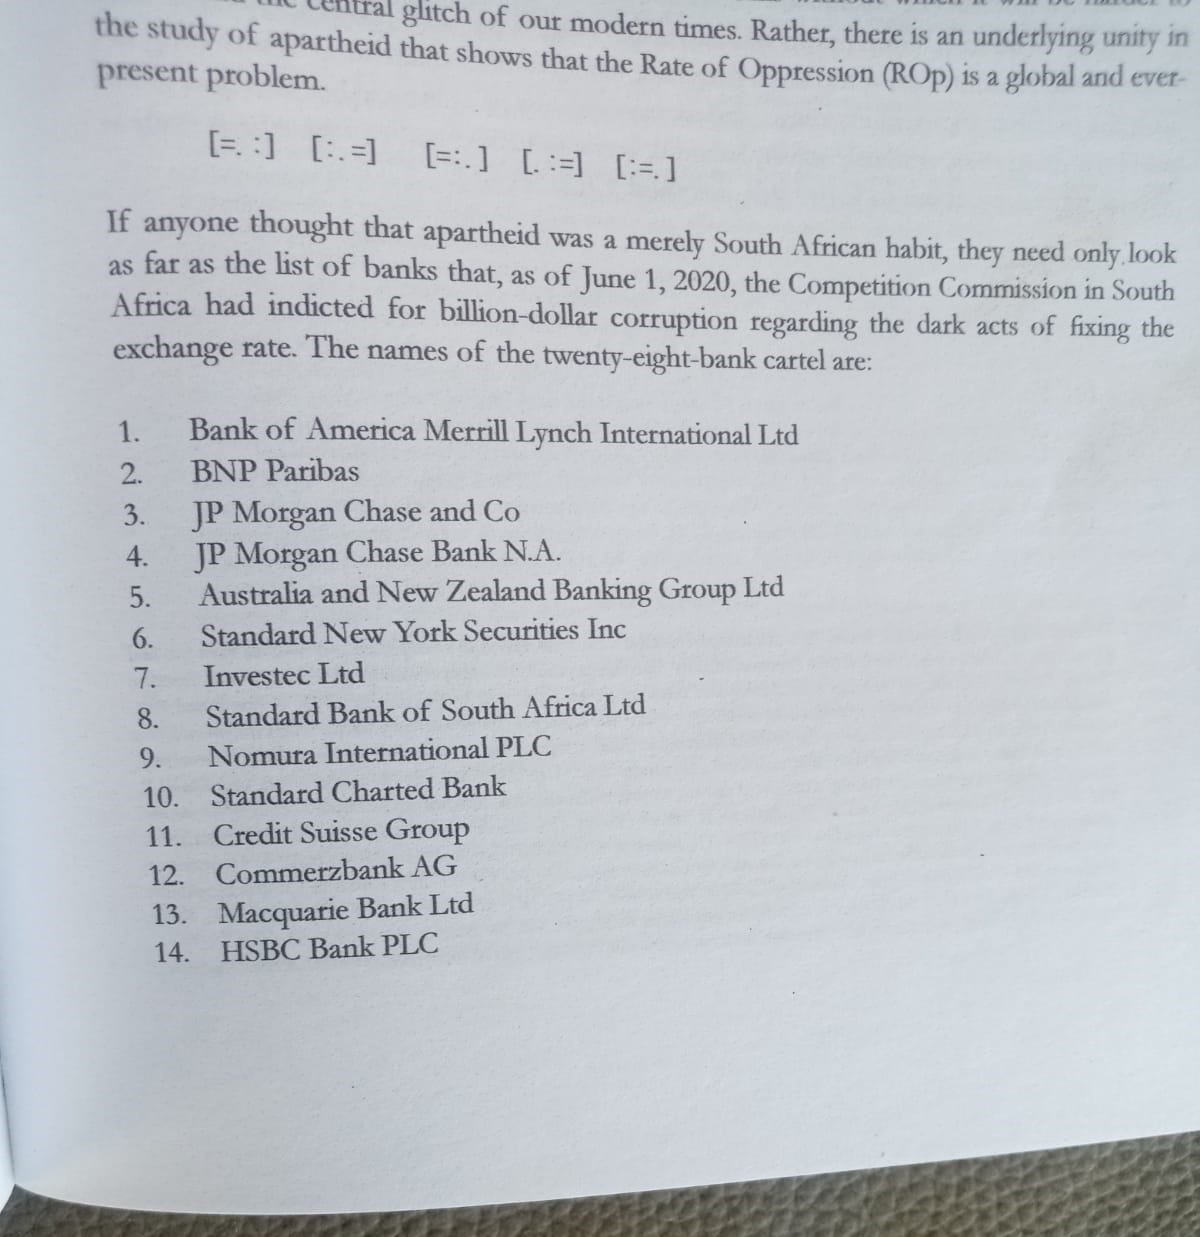 central glitch of our modern times. Rather, there is an underlying unity in
the study of apartheid that shows that the Rate of Oppression (ROp) is a global and ever-
present problem.
[=. :] [:. =] [=:. ] [. :=] [:=. ]
If anyone thought that apartheid was a merely South African habit, they need only look
as far as the list of banks that, as of June 1, 2020, the Competition Commission in South
Africa had indicted for billion-dollar corruption regarding the dark acts of fixing the
exchange rate. The names of the twenty-eight-bank cartel are:
1. Bank of America Merrill Lynch International Ltd
2. BNP Paribas
3. JP Morgan Chase and Co
4. JP Morgan Chase Bank N.A.
5. Australia and New Zealand Banking Group Ltd
6. Standard New York Securities Inc
7. Investec Ltd
8. Standard Bank of South Africa Ltd
9. Nomura International PLC
10. Standard Charted Bank
11. Credit Suisse Group
12. Commerzbank AG
13. Macquarie Bank Ltd
14. HSBC Bank PLC